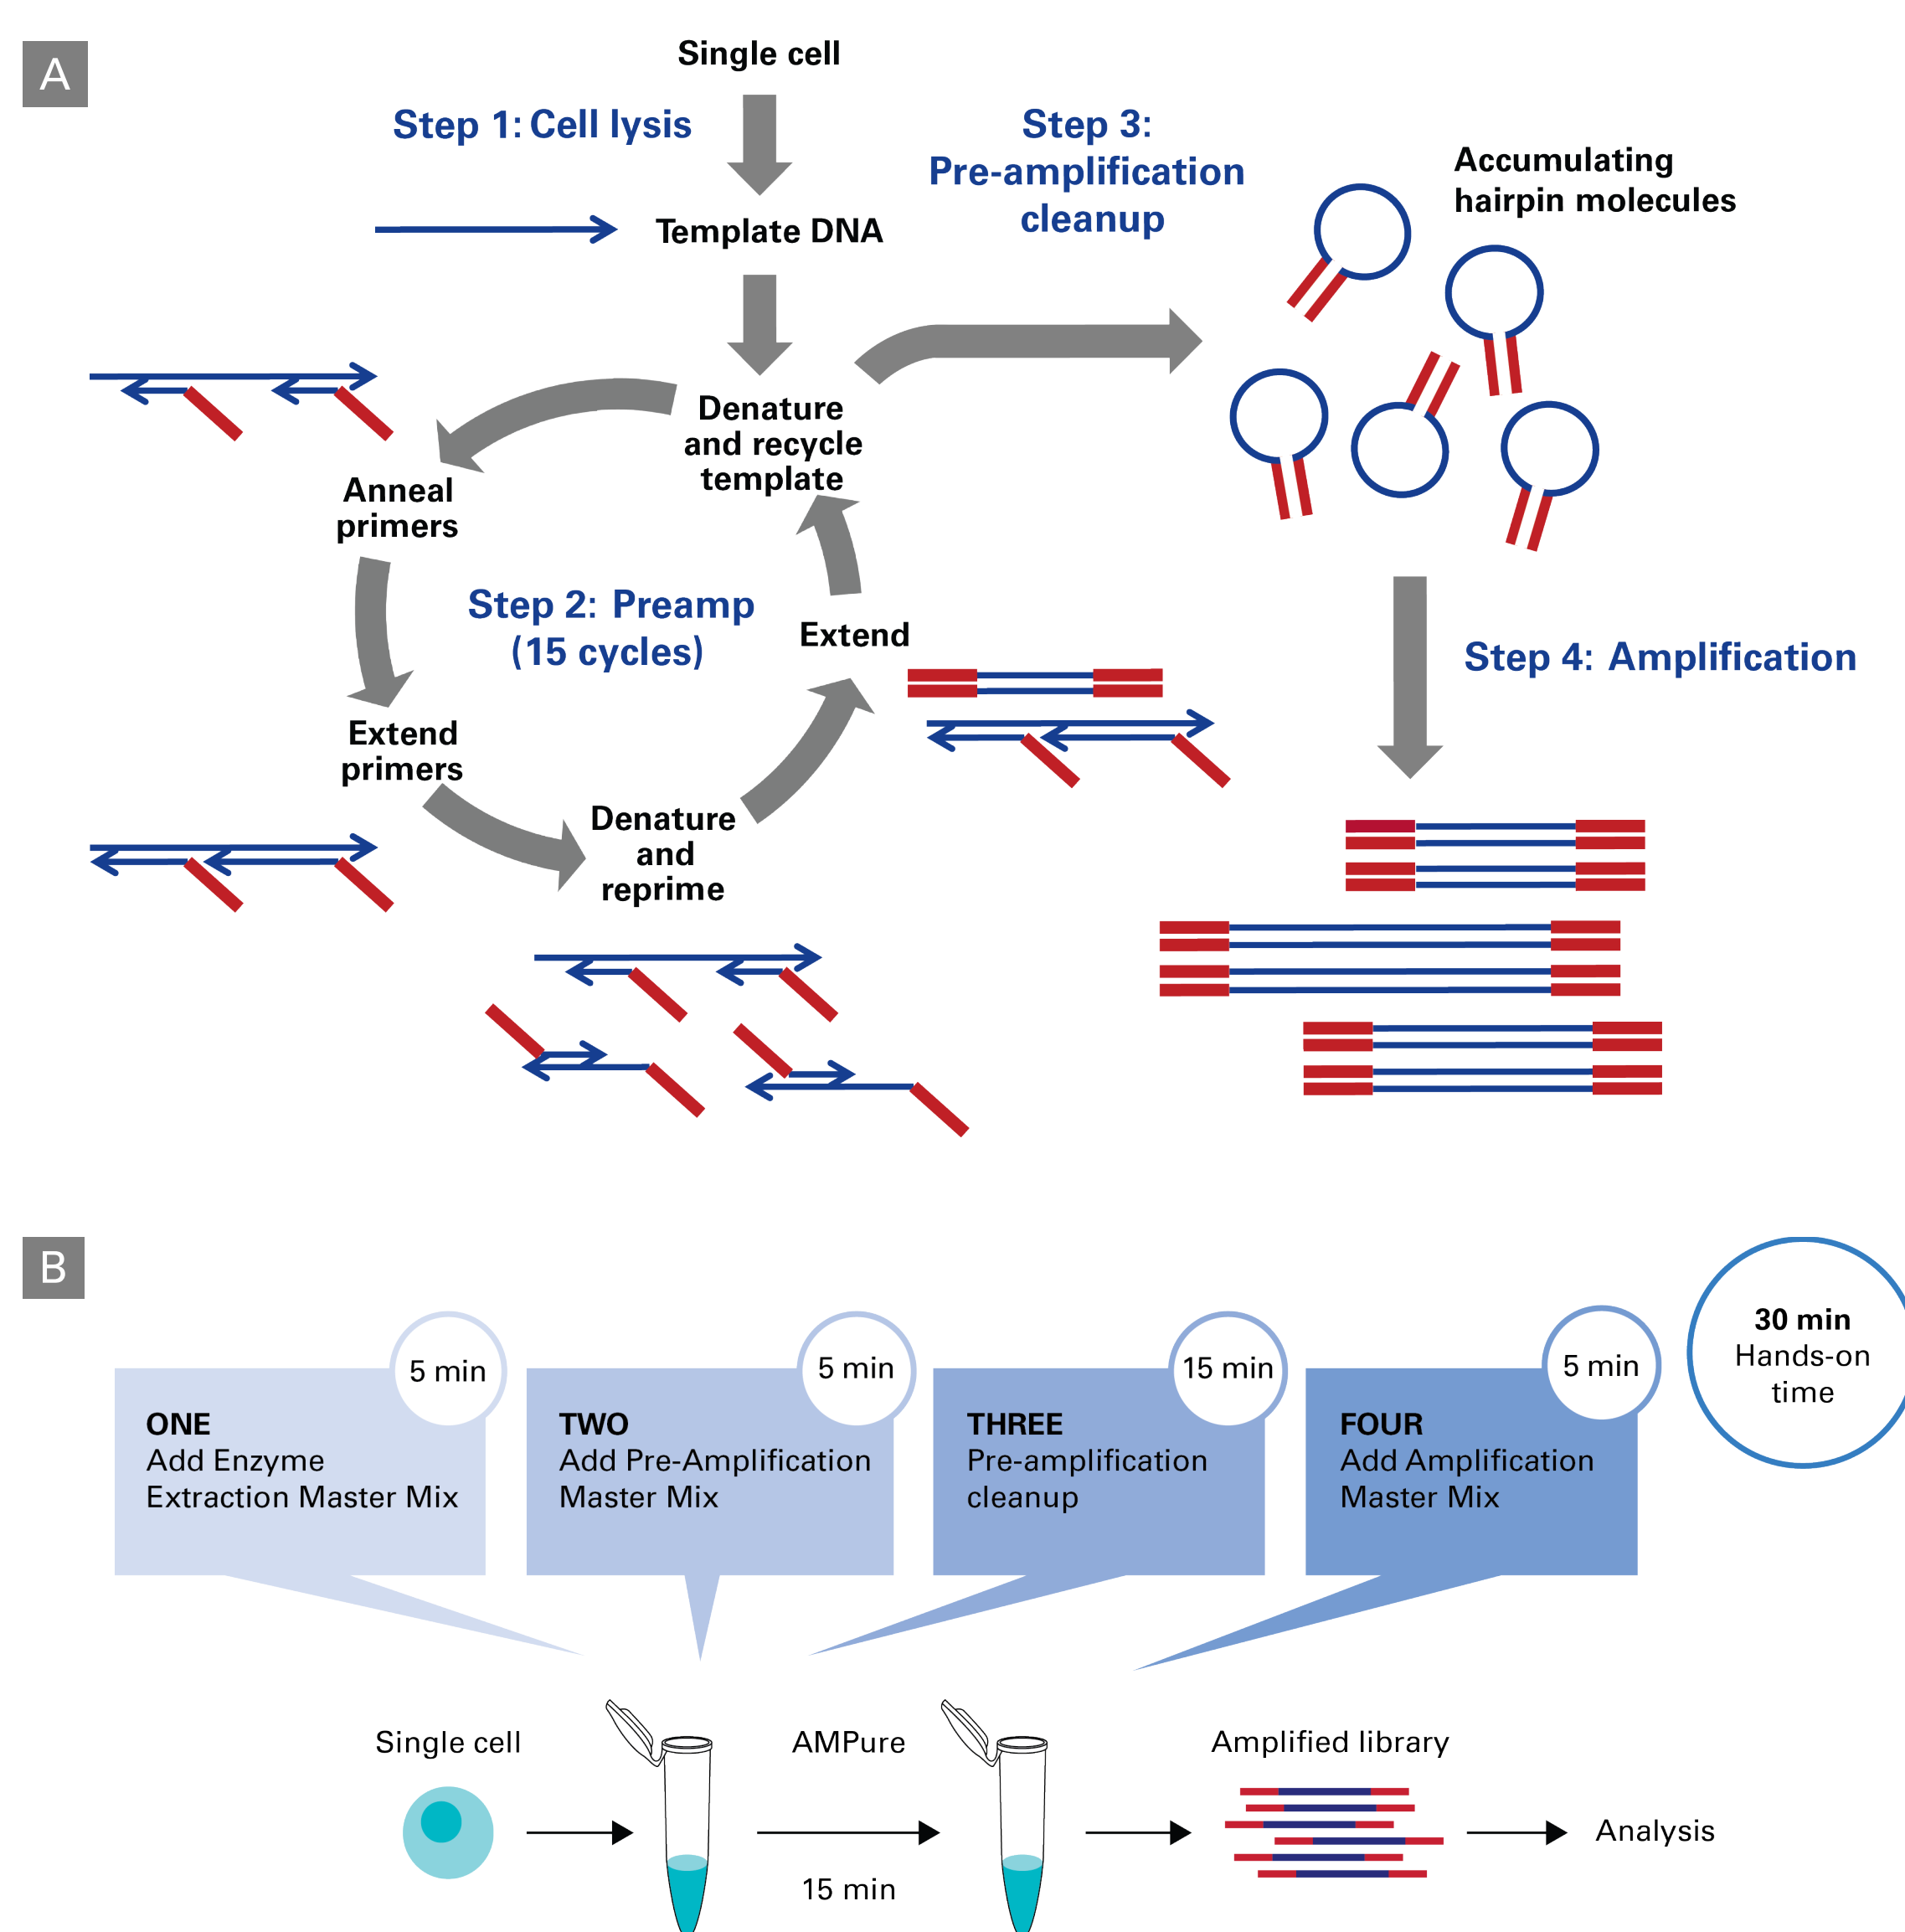 A
Single cell
Step 1: Cell lysis
Template DNA
Step 3:
Pre-amplification
cleanup
Accumulating
hairpin molecules
Denature
and recycle
template
Anneal
primers
Step 2: Preamp
(15 cycles)
Extend
Extend
primers
Denature
and
reprime
Step 4: Amplification
B
5 min
ONE
Add Enzyme
Extraction Master Mix
5 min
TWO
Add Pre-Amplification
Master Mix
15 min
THREE
Pre-amplification
cleanup
5 min
FOUR
Add Amplification
Master Mix
30 min
Hands-on
time
Single cell
AMPure
15 min
Amplified library
Analysis